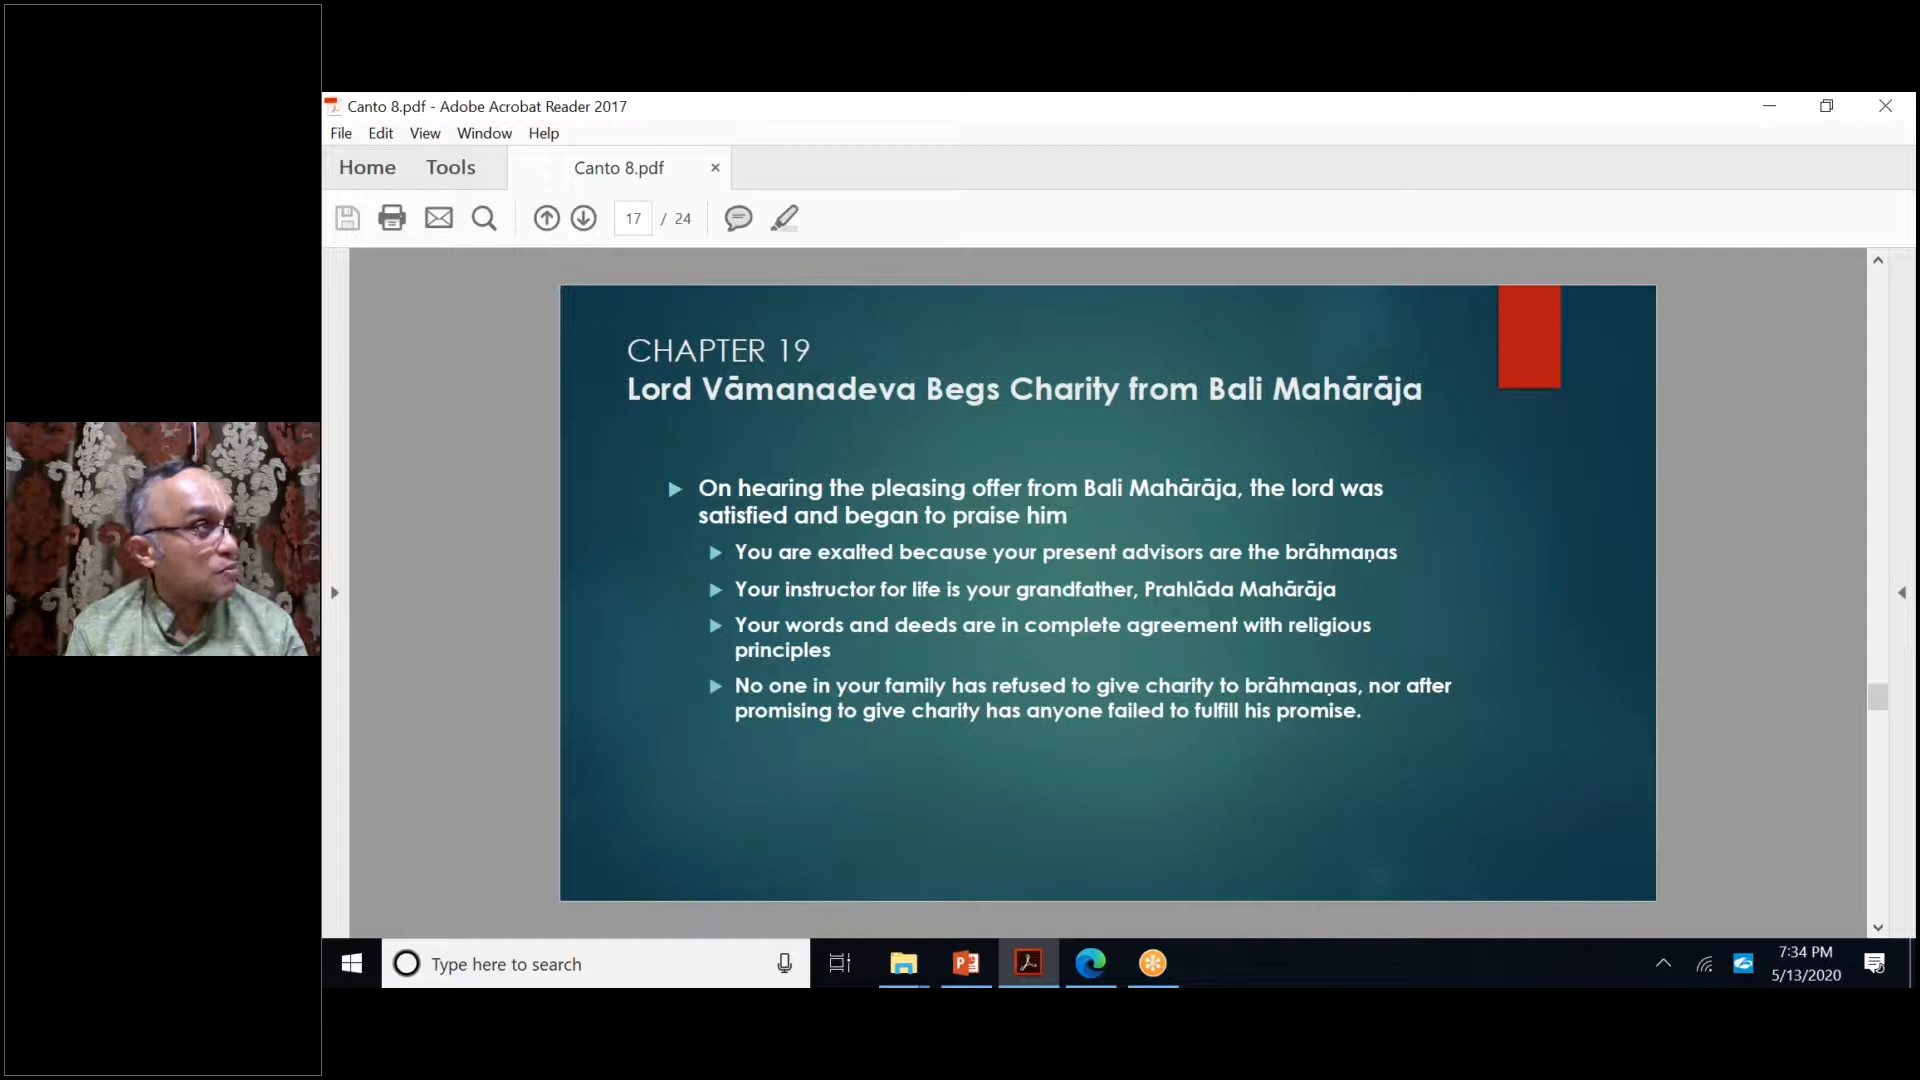 Canto 8.pdf - Adobe Acrobat Reader 2017
File Edit View Window Help
Home Tools Canto 8.pdf ×
17 / 24
CHAPTER 19
Lord Vāmanadeva Begs Charity from Bali Mahārāja
On hearing the pleasing offer from Bali Mahārāja, the lord was
satisfied and began to praise him
You are exalted because your present advisors are the brāhmaṇas
Your instructor for life is your grandfather, Prahlāda Mahārāja
Your words and deeds are in complete agreement with religious
principles
No one in your family has refused to give charity to brāhmaṇas, nor after
promising to give charity has anyone failed to fulfill his promise.
Type here to search
7:34 PM
5/13/2020